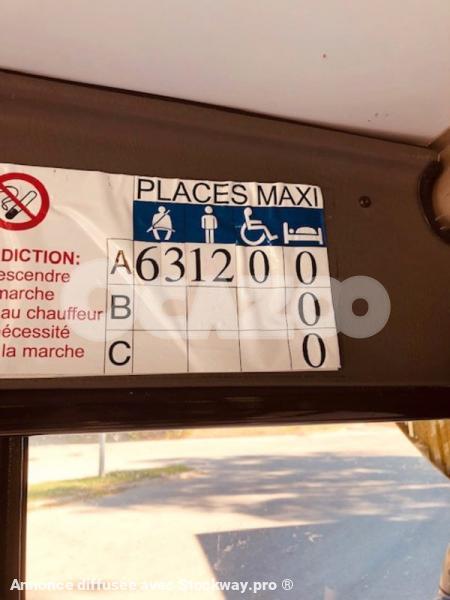 PLACES MAXI
DICTION:
escendre
marche
au chauffeur
écessité
la marche
A 63 12 0 0
B 0
C 0
OCAZOO
Annonce diffusée avec Stockway.pro ®